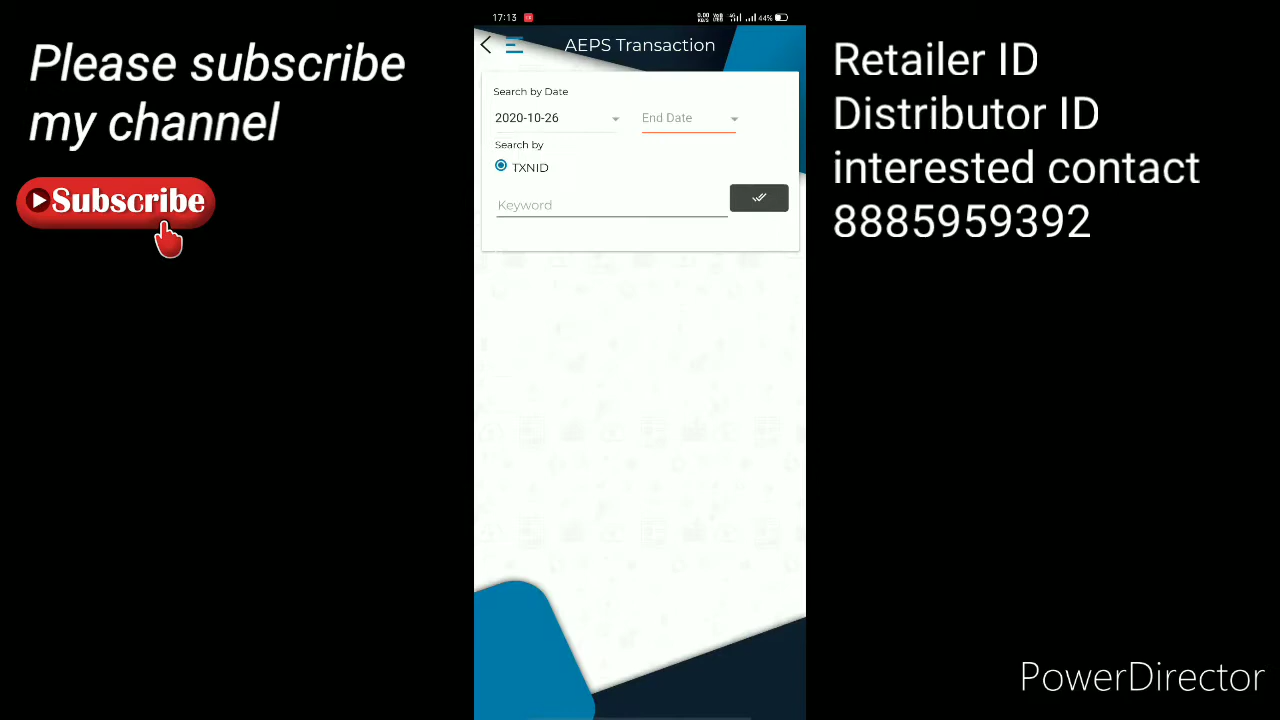 Please subscribe
my channel
Subscribe
17:13
44%
AEPS Transaction
Search by Date
2020-10-26
End Date
Search by
TXNID
Keyword
Retailer ID
Distributor ID
interested contact
8885959392
PowerDirector